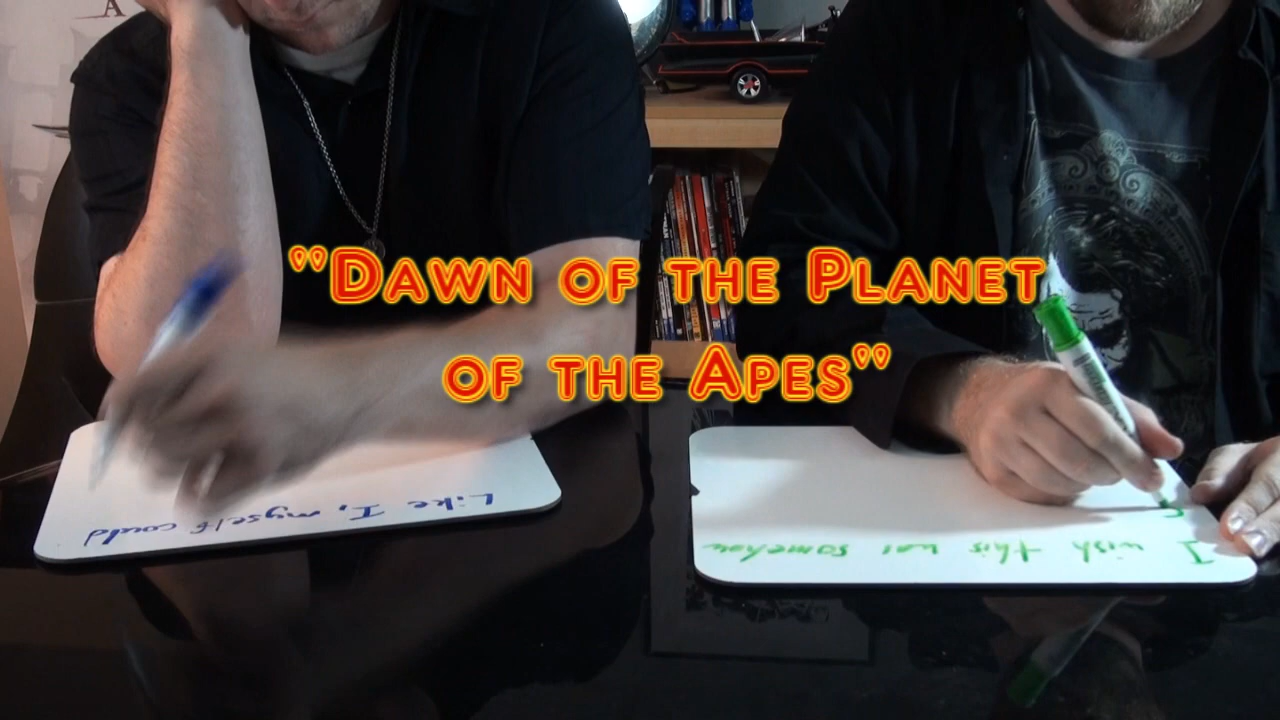 A
"Dawn of the Planet
of the Apes"
Like I, myself could
I wish this was somehow